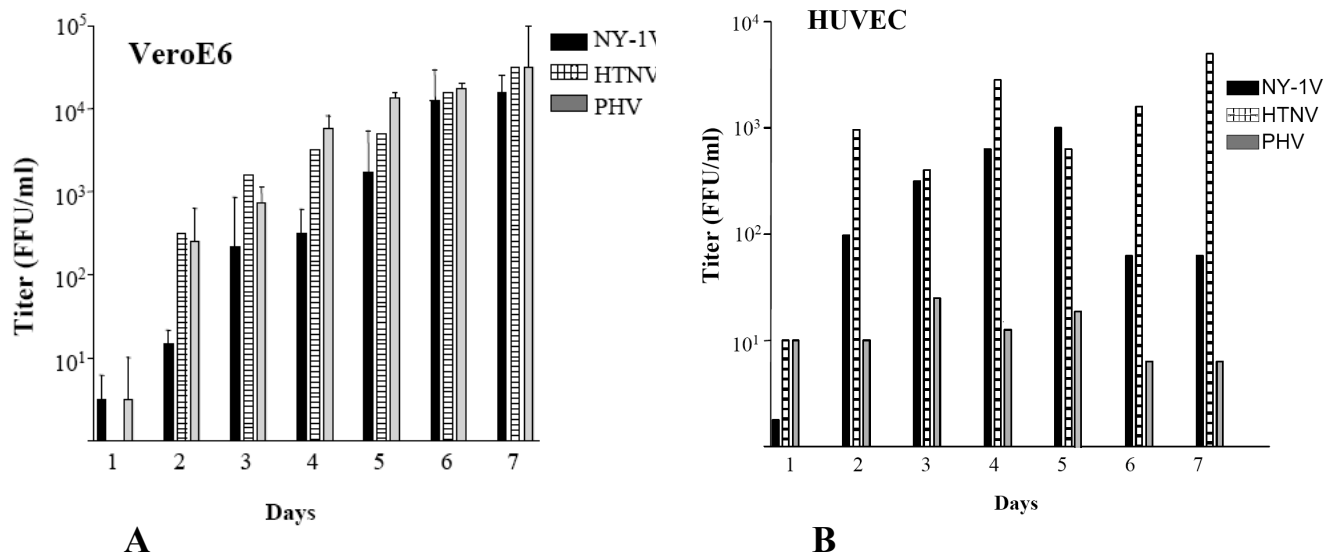 VeroE6
NY-1V
HTNV
PHV
Titer (FFU/ml)
10^5
10^4
10^3
10^2
10^1
1 2 3 4 5 6 7
Days
A
HUVEC
NY-1V
HTNV
PHV
Titer (FFU/ml)
10^4
10^3
10^2
10^1
1 2 3 4 5 6 7
Days
B